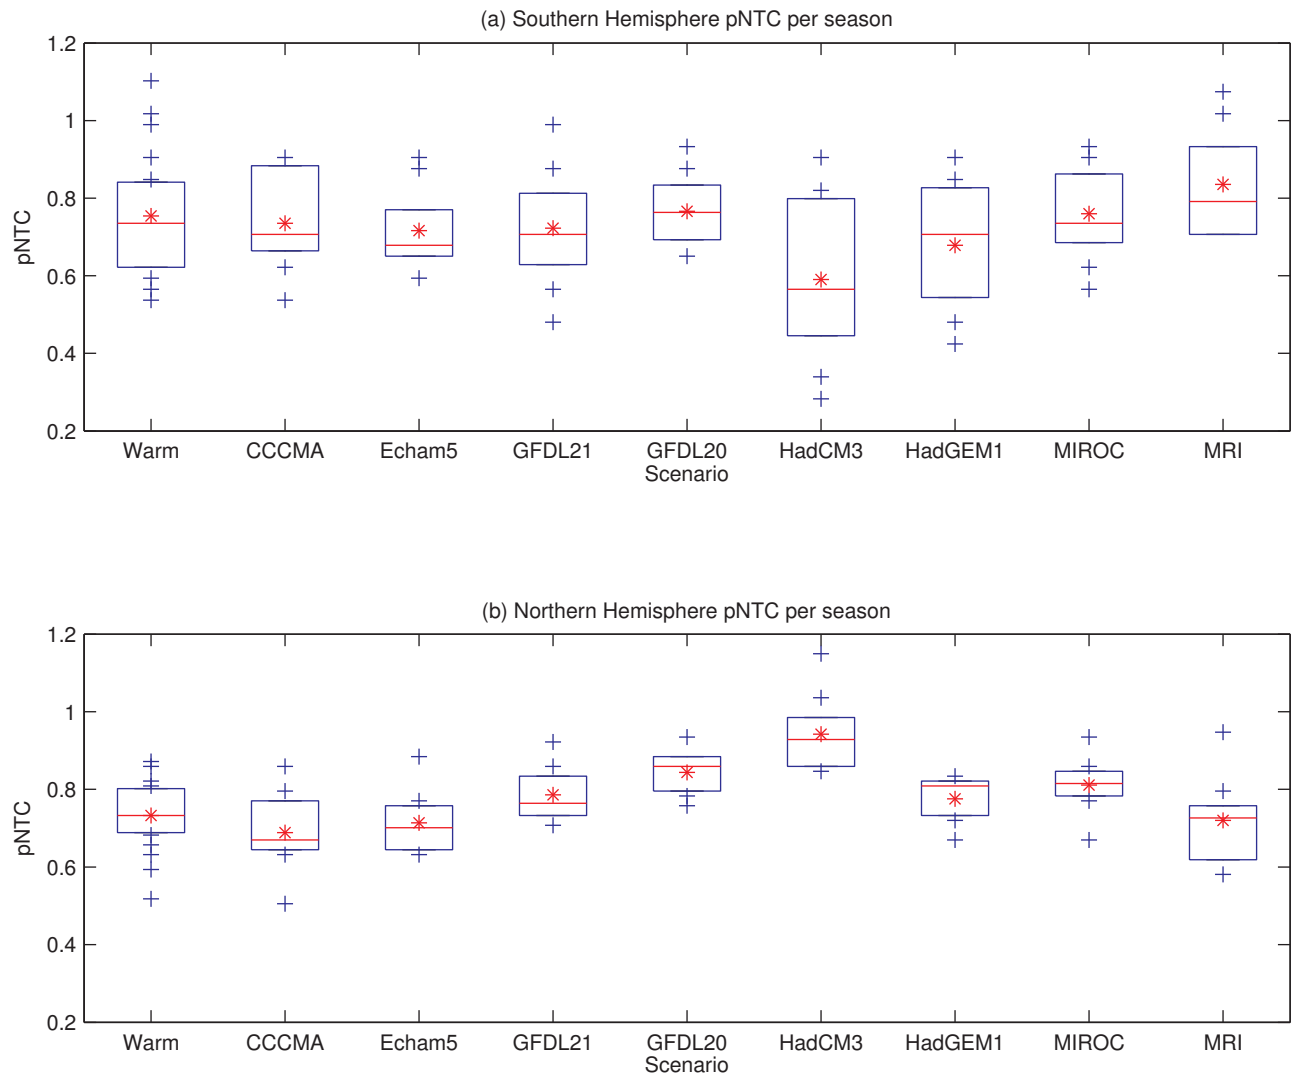 (a) Southern Hemisphere pNTC per season
pNTC
1.2
1
0.8
0.6
0.4
0.2
Warm CCCMA Echam5 GFDL21 GFDL20 HadCM3 HadGEM1 MIROC MRI
Scenario
(b) Northern Hemisphere pNTC per season
pNTC
1.2
1
0.8
0.6
0.4
0.2
Warm CCCMA Echam5 GFDL21 GFDL20 HadCM3 HadGEM1 MIROC MRI
Scenario